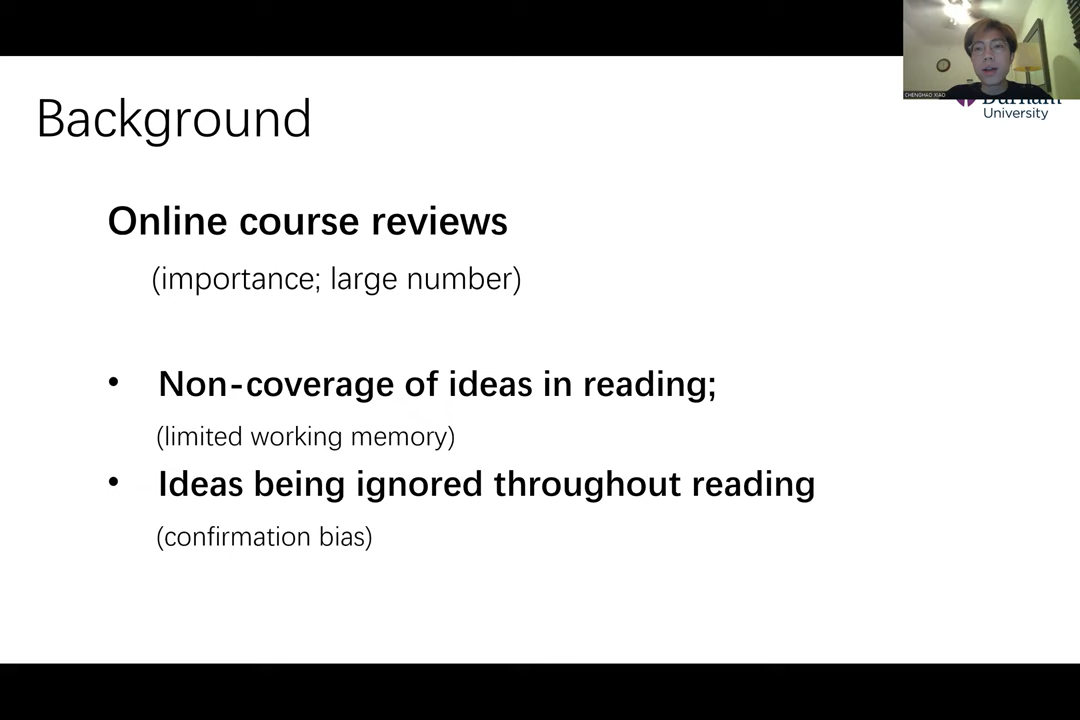 Background
CHENGHAO XIAO
Durham
University
Online course reviews
(importance; large number)
• Non-coverage of ideas in reading;
(limited working memory)
• Ideas being ignored throughout reading
(confirmation bias)